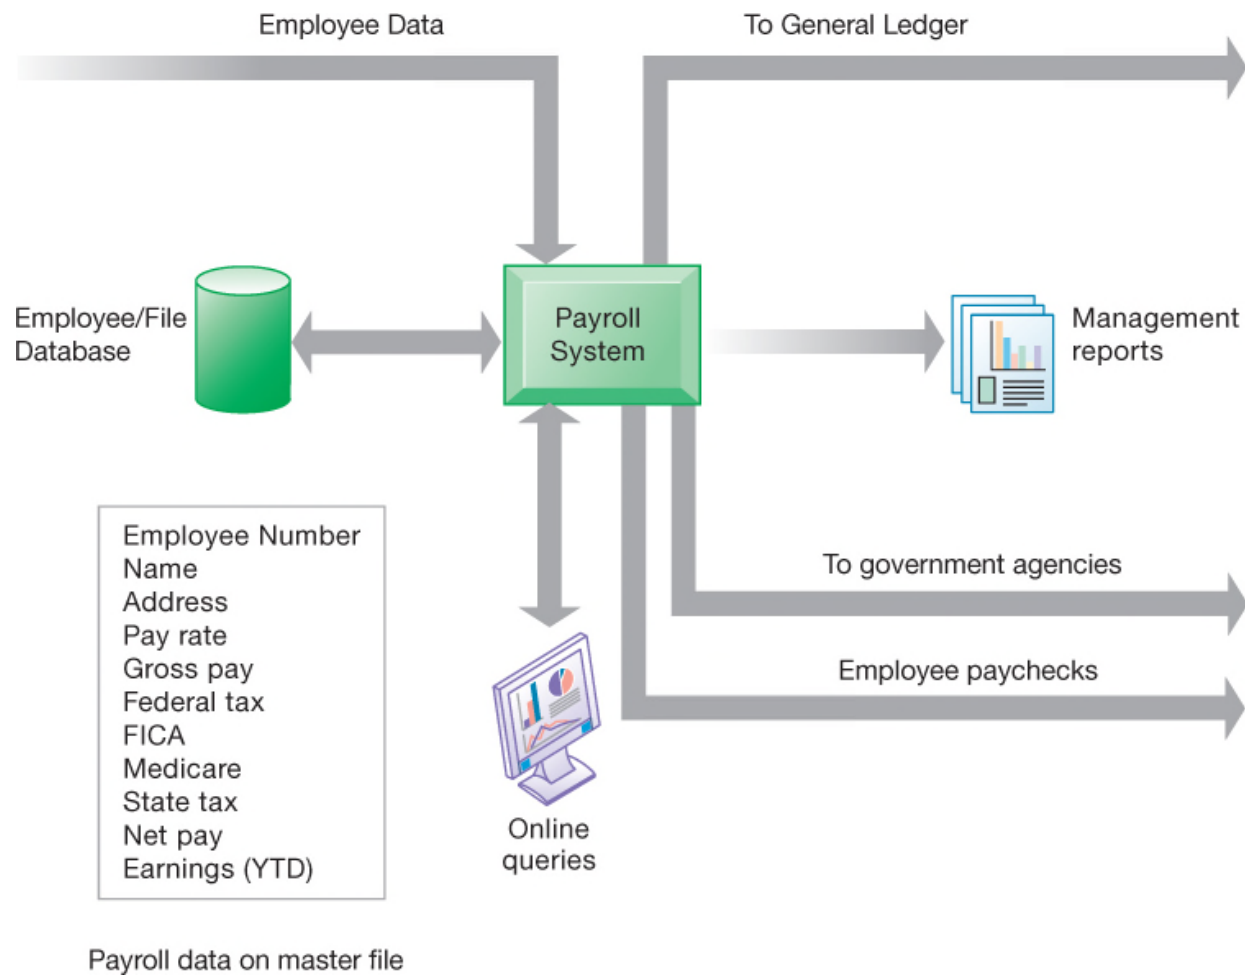 Employee Data
To General Ledger
Employee/File
Database
Payroll
System
Management
reports
Employee Number
Name
Address
Pay rate
Gross pay
Federal tax
FICA
Medicare
State tax
Net pay
Earnings (YTD)
To government agencies
Employee paychecks
Online
queries
Payroll data on master file